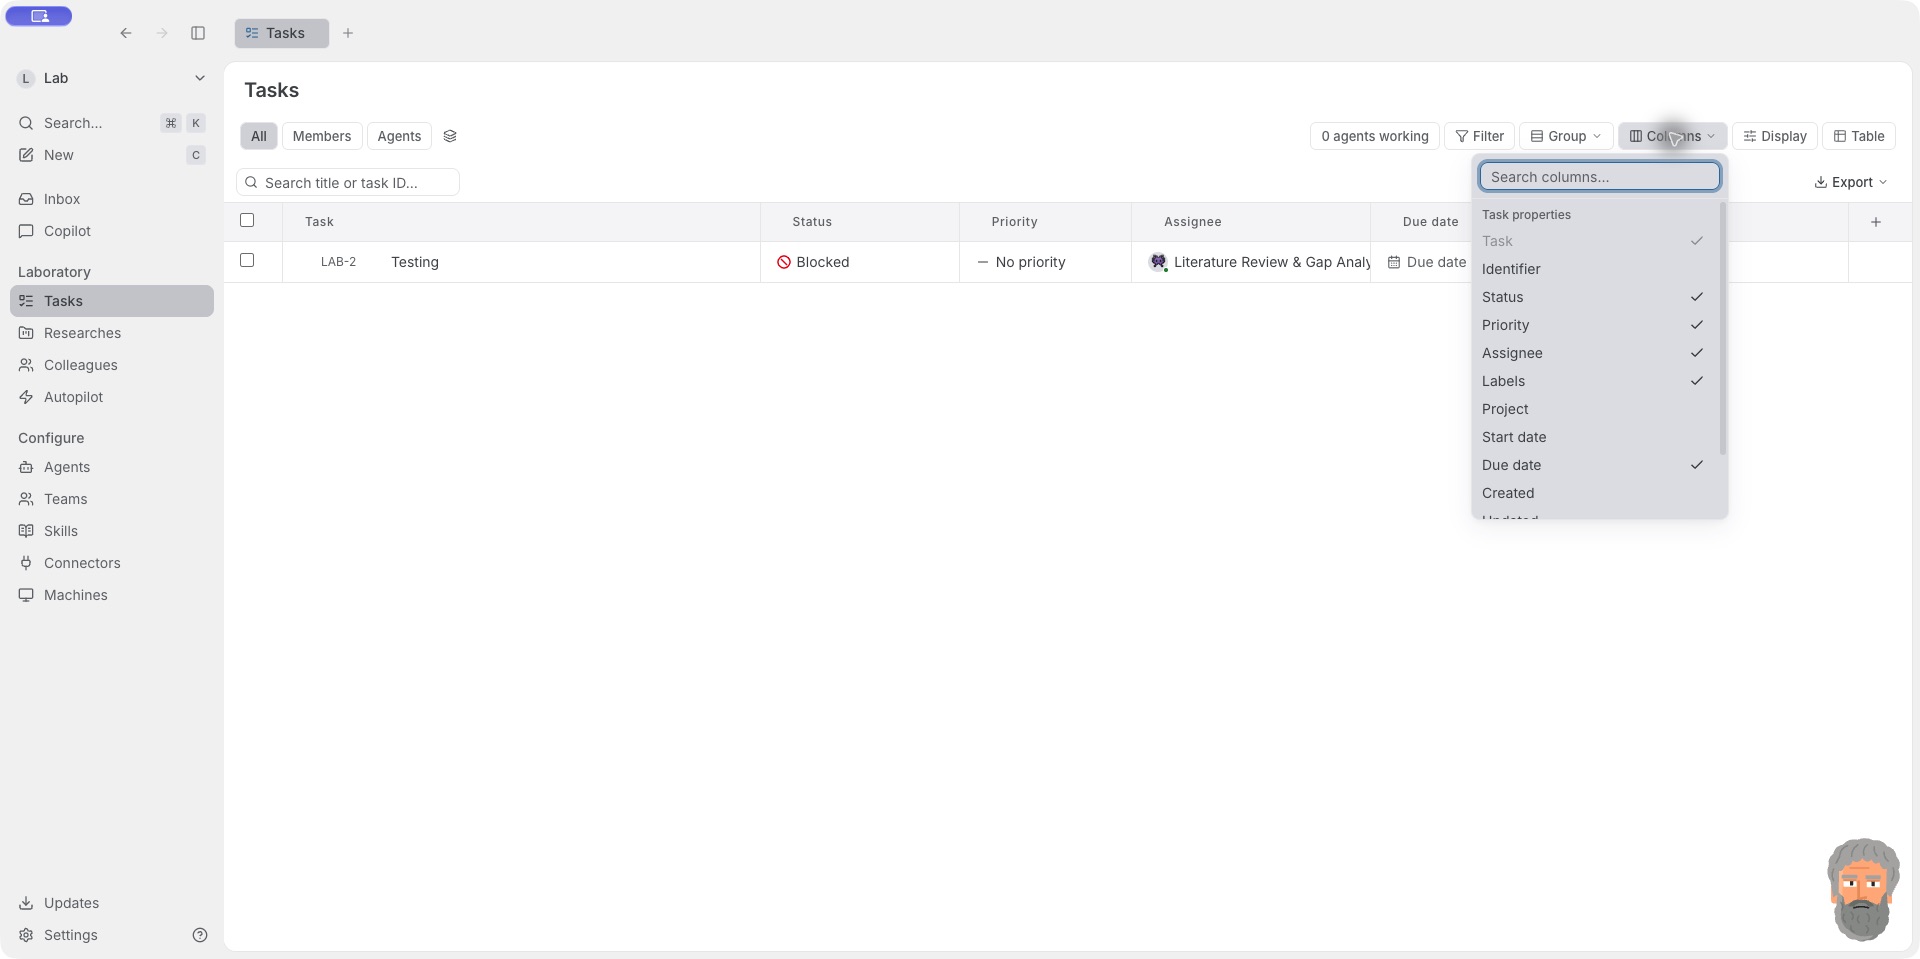 Tasks
L Lab
Search... ⌘ K
New C
Inbox
Copilot
Laboratory
Tasks
Researches
Colleagues
Autopilot
Configure
Agents
Teams
Skills
Connectors
Machines
Updates
Settings
Tasks
All Members Agents
0 agents working Filter Group Columns Display Table
Search title or task ID...
Export
Task Status Priority Assignee Due date
LAB-2 Testing Blocked No priority Literature Review & Gap Analy Due date
Search columns...
Task properties
Task
Identifier
Status
Priority
Assignee
Labels
Project
Start date
Due date
Created